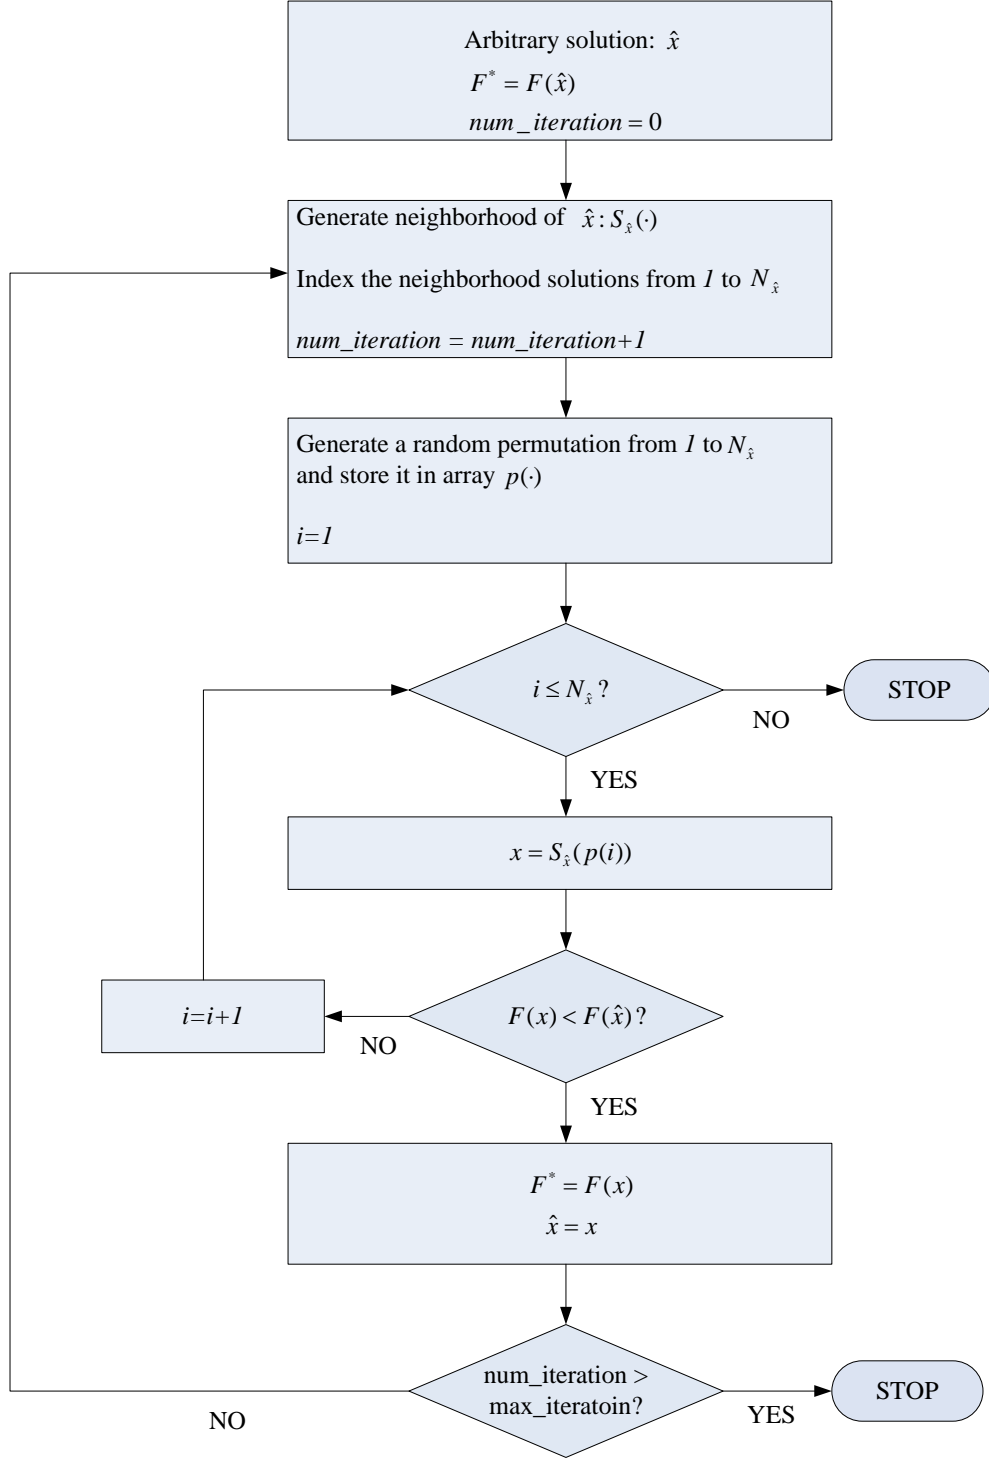 Arbitrary solution: x̂
F* = F(x̂)
num_iteration = 0
Generate neighborhood of x̂ : S_x̂(·)
Index the neighborhood solutions from 1 to N_x̂
num_iteration = num_iteration+1
Generate a random permutation from 1 to N_x̂
and store it in array p(·)
i=1
i ≤ N_x̂ ?
NO
STOP
YES
x = S_x̂(p(i))
F(x) < F(x̂)?
NO
i=i+1
YES
F* = F(x)
x̂ = x
num_iteration >
max_iteratoin?
NO
YES
STOP